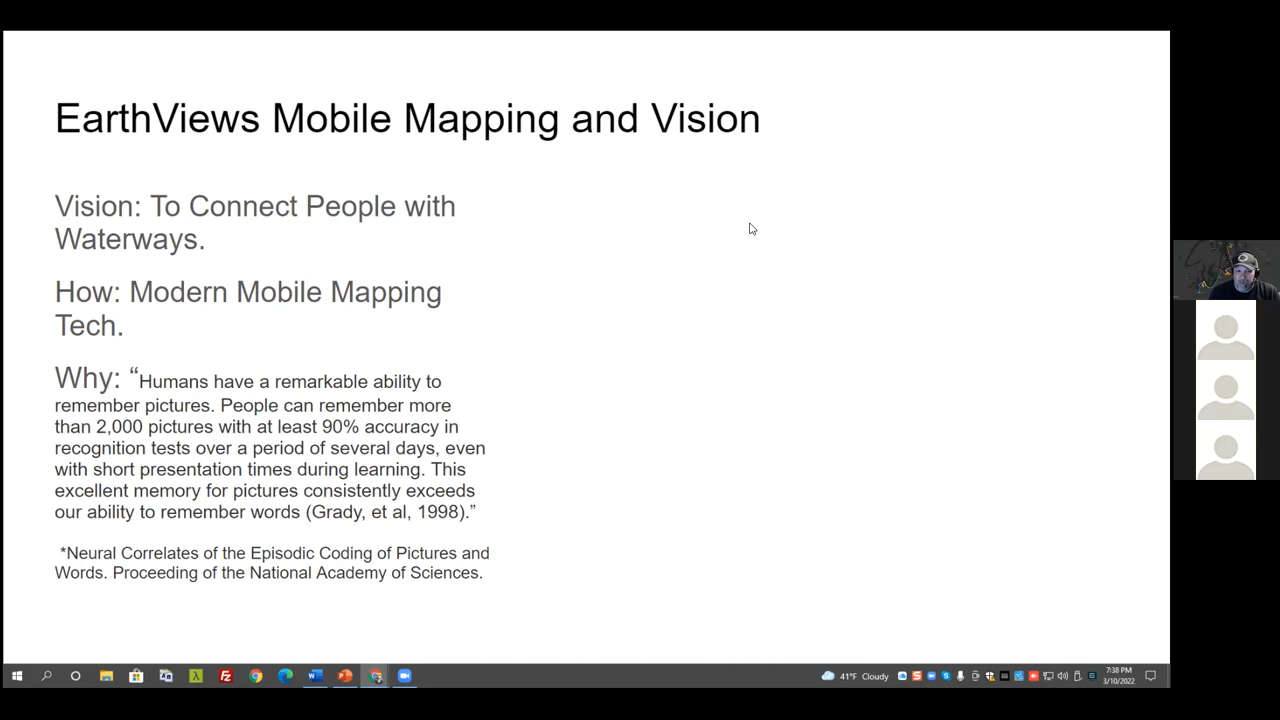 EarthViews Mobile Mapping and Vision
Vision: To Connect People with
Waterways.
How: Modern Mobile Mapping
Tech.
Why: “Humans have a remarkable ability to
remember pictures. People can remember more
than 2,000 pictures with at least 90% accuracy in
recognition tests over a period of several days, even
with short presentation times during learning. This
excellent memory for pictures consistently exceeds
our ability to remember words (Grady, et al, 1998).”
*Neural Correlates of the Episodic Coding of Pictures and
Words. Proceeding of the National Academy of Sciences.
41°F Cloudy
7:38 PM
3/10/2022